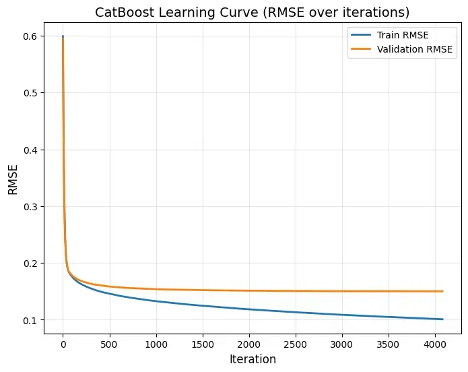 CatBoost Learning Curve (RMSE over iterations)
Train RMSE
Validation RMSE
0.6
0.5
0.4
0.3
0.2
0.1
RMSE
0 500 1000 1500 2000 2500 3000 3500 4000
Iteration